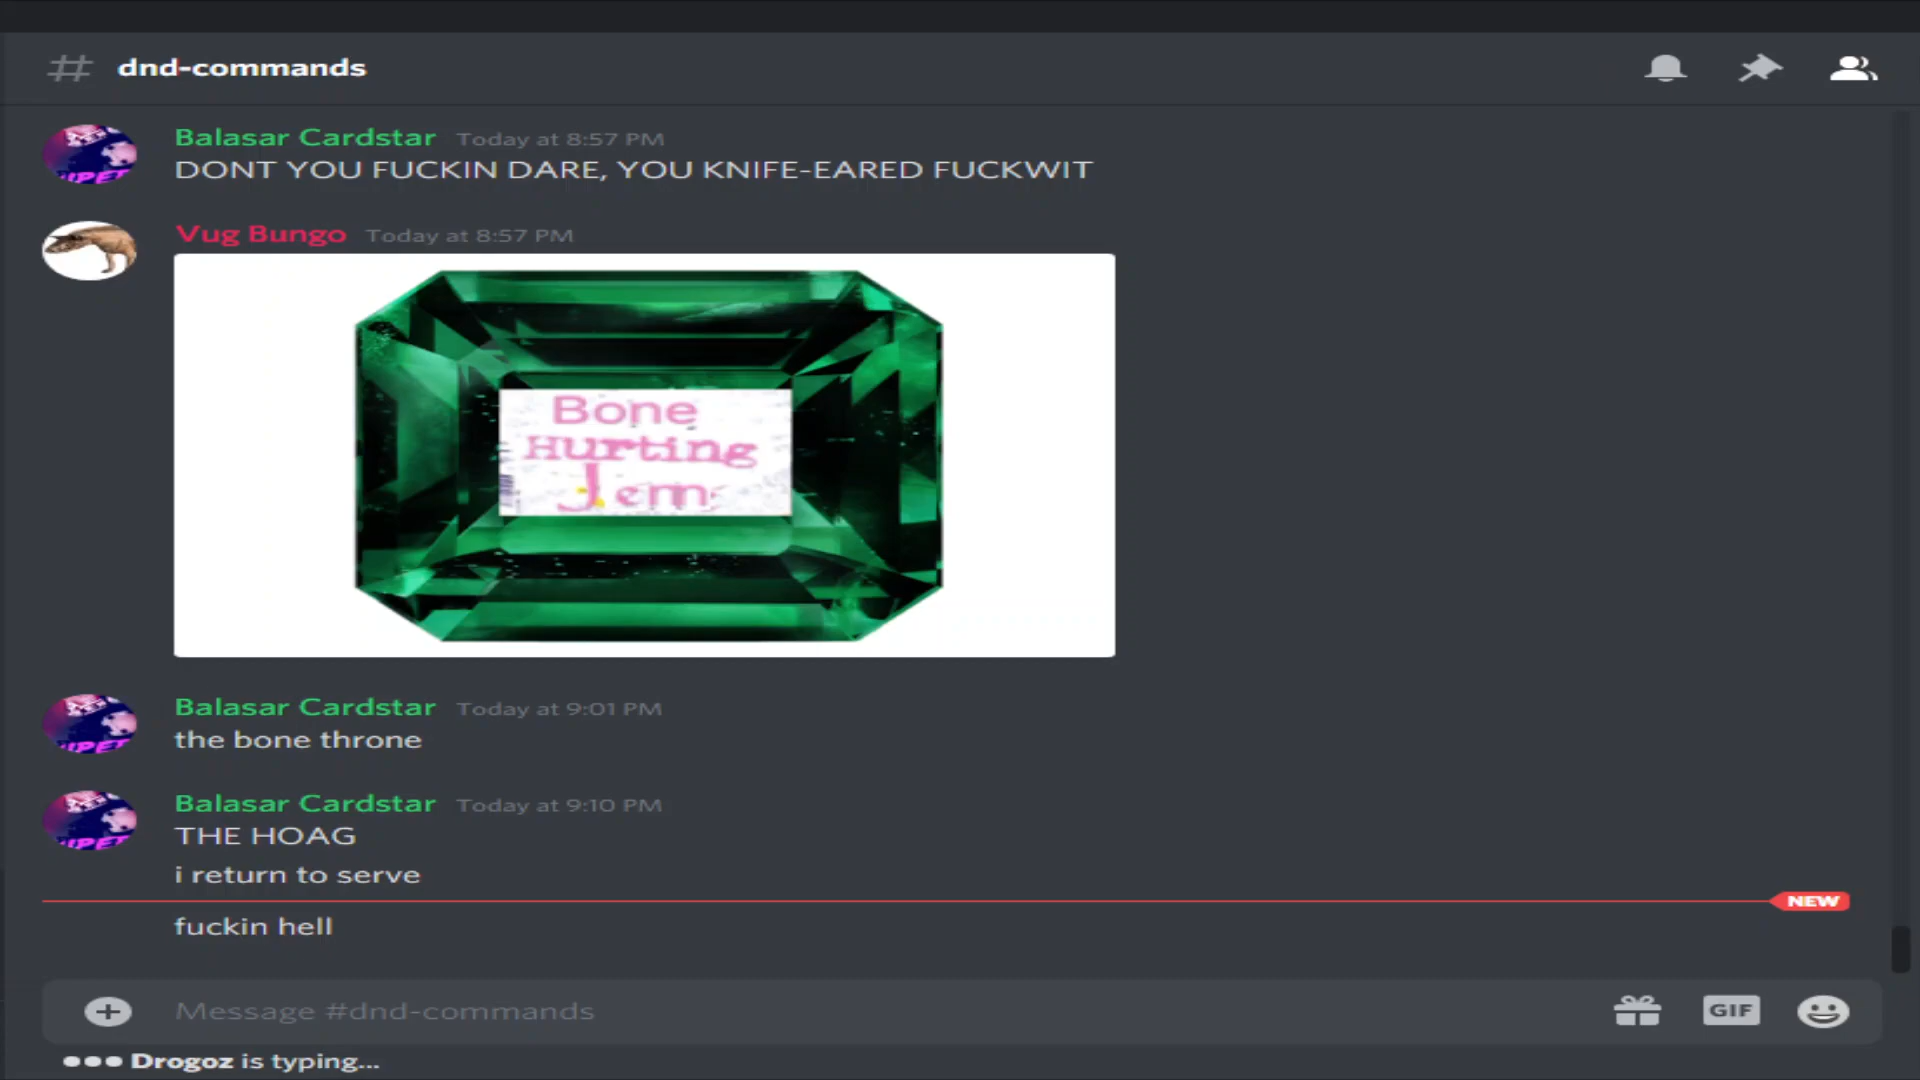 dnd-commands
Balasar Cardstar Today at 8:57 PM
DONT YOU FUCKIN DARE, YOU KNIFE-EARED FUCKWIT
Vug Bungo Today at 8:57 PM
Bone
Hurting
Jem
Balasar Cardstar Today at 9:01 PM
the bone throne
Balasar Cardstar Today at 9:10 PM
THE HOAG
i return to serve
NEW
fuckin hell
Message #dnd-commands
GIF
Drogoz is typing...